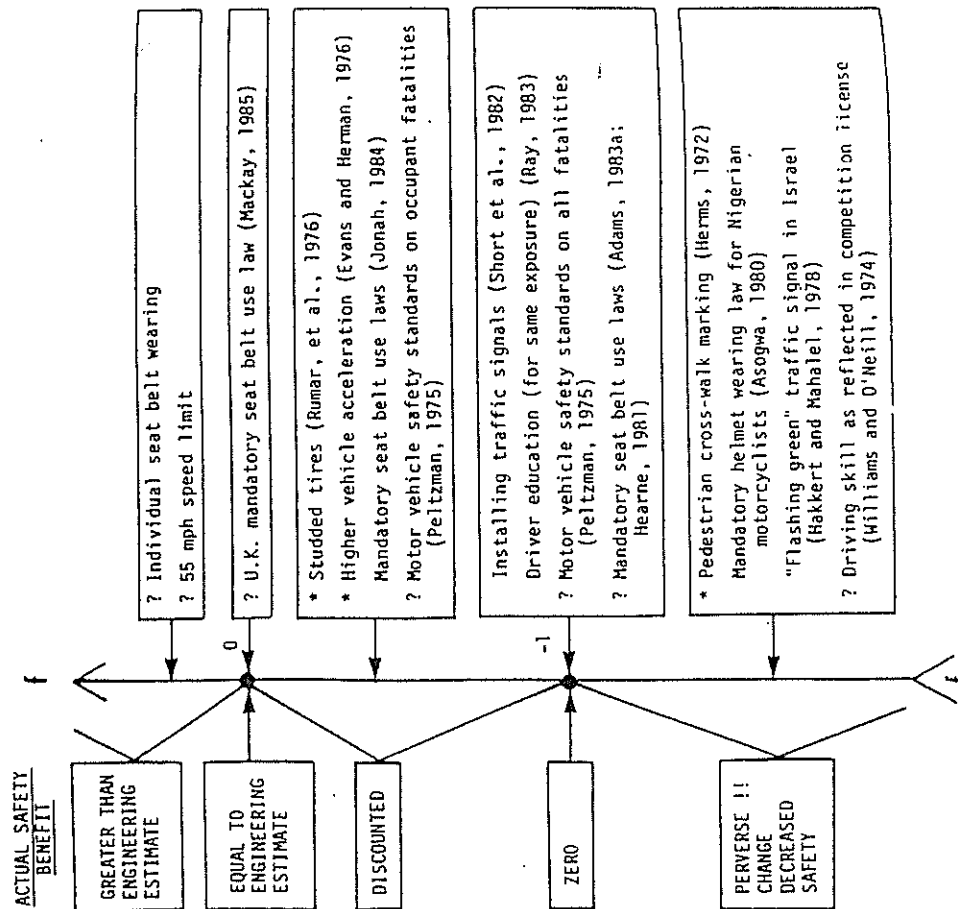 ACTUAL SAFETY
BENEFIT
GREATER THAN
ENGINEERING
ESTIMATE
EQUAL TO
ENGINEERING
ESTIMATE
DISCOUNTED
ZERO
PERVERSE !!
CHANGE
DECREASED
SAFETY
f
0
-1
? Individual seat belt wearing
? 55 mph speed limit
? U.K. mandatory seat belt use law (Mackay, 1985)
* Studded tires (Rumar, et al., 1976)
* Higher vehicle acceleration (Evans and Herman, 1976)
Mandatory seat belt use laws (Jonah, 1984)
? Motor vehicle safety standards on occupant fatalities
(Peltzman, 1975)
Installing traffic signals (Short et al., 1982)
Driver education (for same exposure) (Ray, 1983)
? Motor vehicle safety standards on all fatalities
(Peltzman, 1975)
? Mandatory seat belt use laws (Adams, 1983a;
Hearne, 1981)
* Pedestrian cross-walk marking (Herms, 1972)
Mandatory helmet wearing law for Nigerian
motorcyclists (Asogwa, 1980)
"Flashing green" traffic signal in Israel
(Hakkert and Mahalel, 1978)
? Driving skill as reflected in competition license
(Williams and O'Neill, 1974)